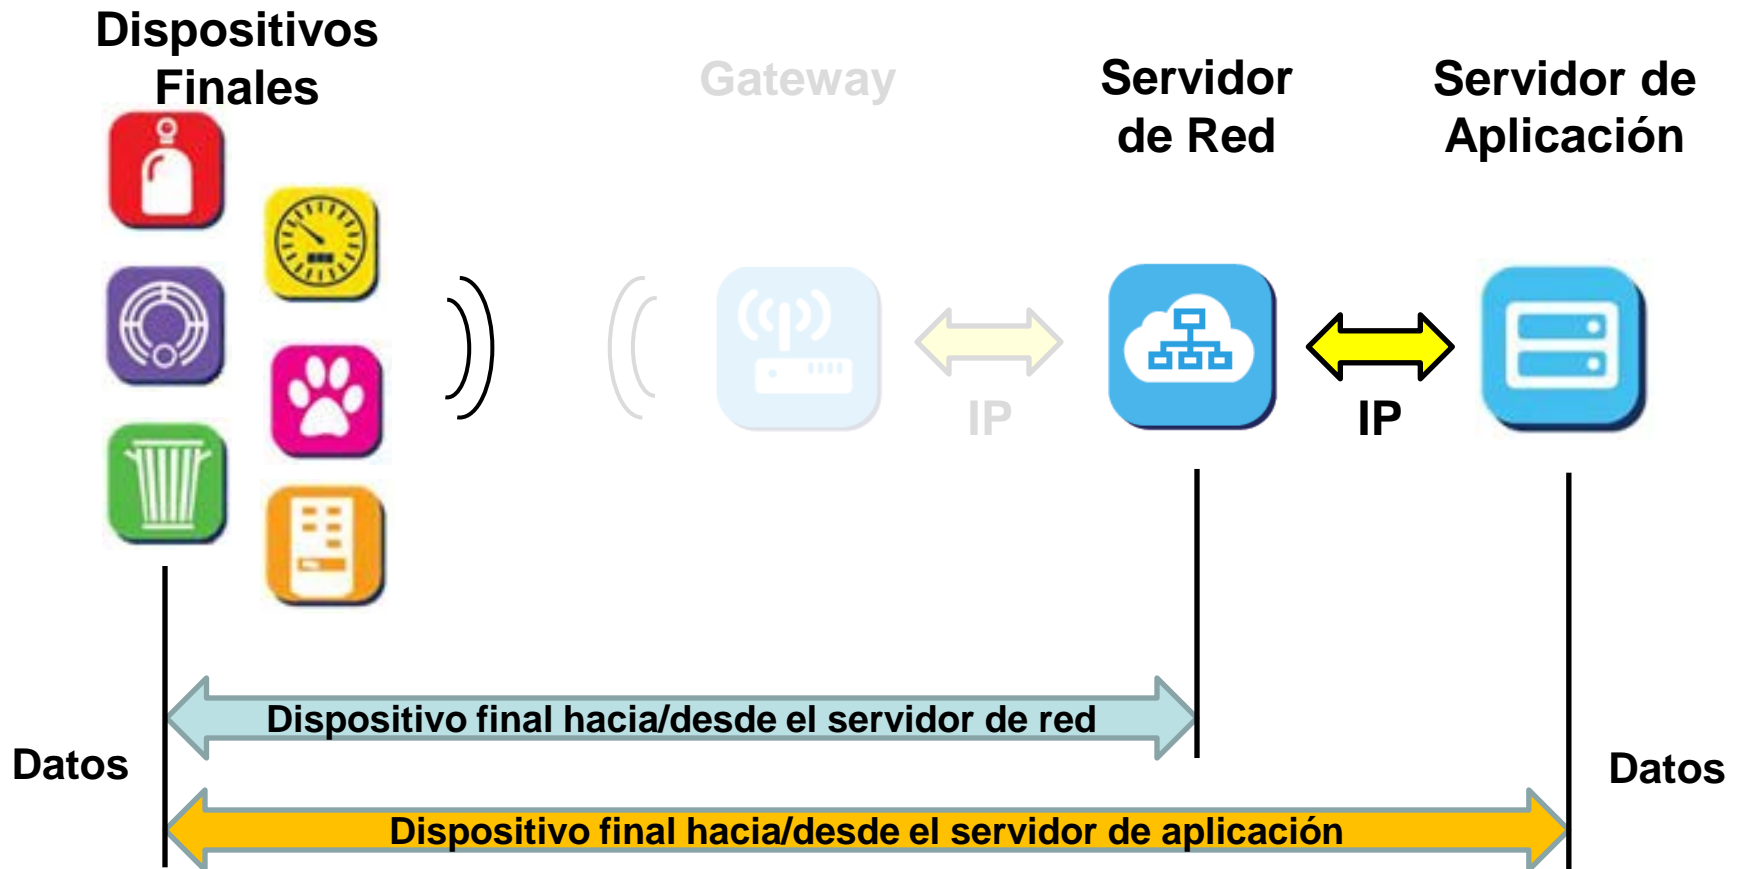 Dispositivos
Finales
Gateway
Servidor
de Red
Servidor de
Aplicación
IP
IP
Dispositivo final hacia/desde el servidor de red
Datos
Datos
Dispositivo final hacia/desde el servidor de aplicación